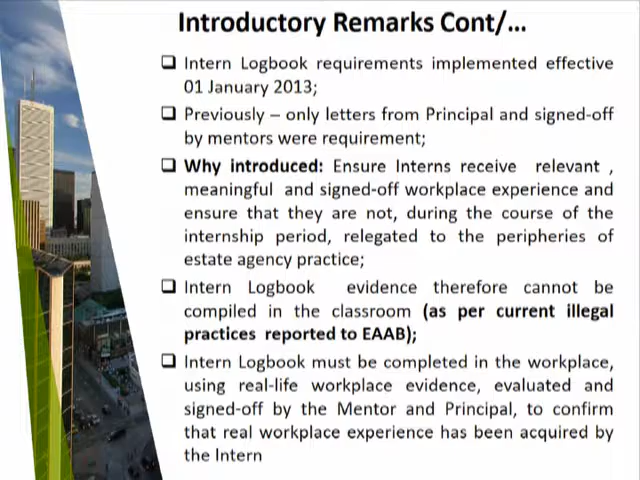 Introductory Remarks Cont/...
❑ Intern Logbook requirements implemented effective
01 January 2013;
❑ Previously – only letters from Principal and signed-off
by mentors were requirement;
❑ Why introduced: Ensure Interns receive relevant ,
meaningful and signed-off workplace experience and
ensure that they are not, during the course of the
internship period, relegated to the peripheries of
estate agency practice;
❑ Intern Logbook evidence therefore cannot be
compiled in the classroom (as per current illegal
practices reported to EAAB);
❑ Intern Logbook must be completed in the workplace,
using real-life workplace evidence, evaluated and
signed-off by the Mentor and Principal, to confirm
that real workplace experience has been acquired by
the Intern